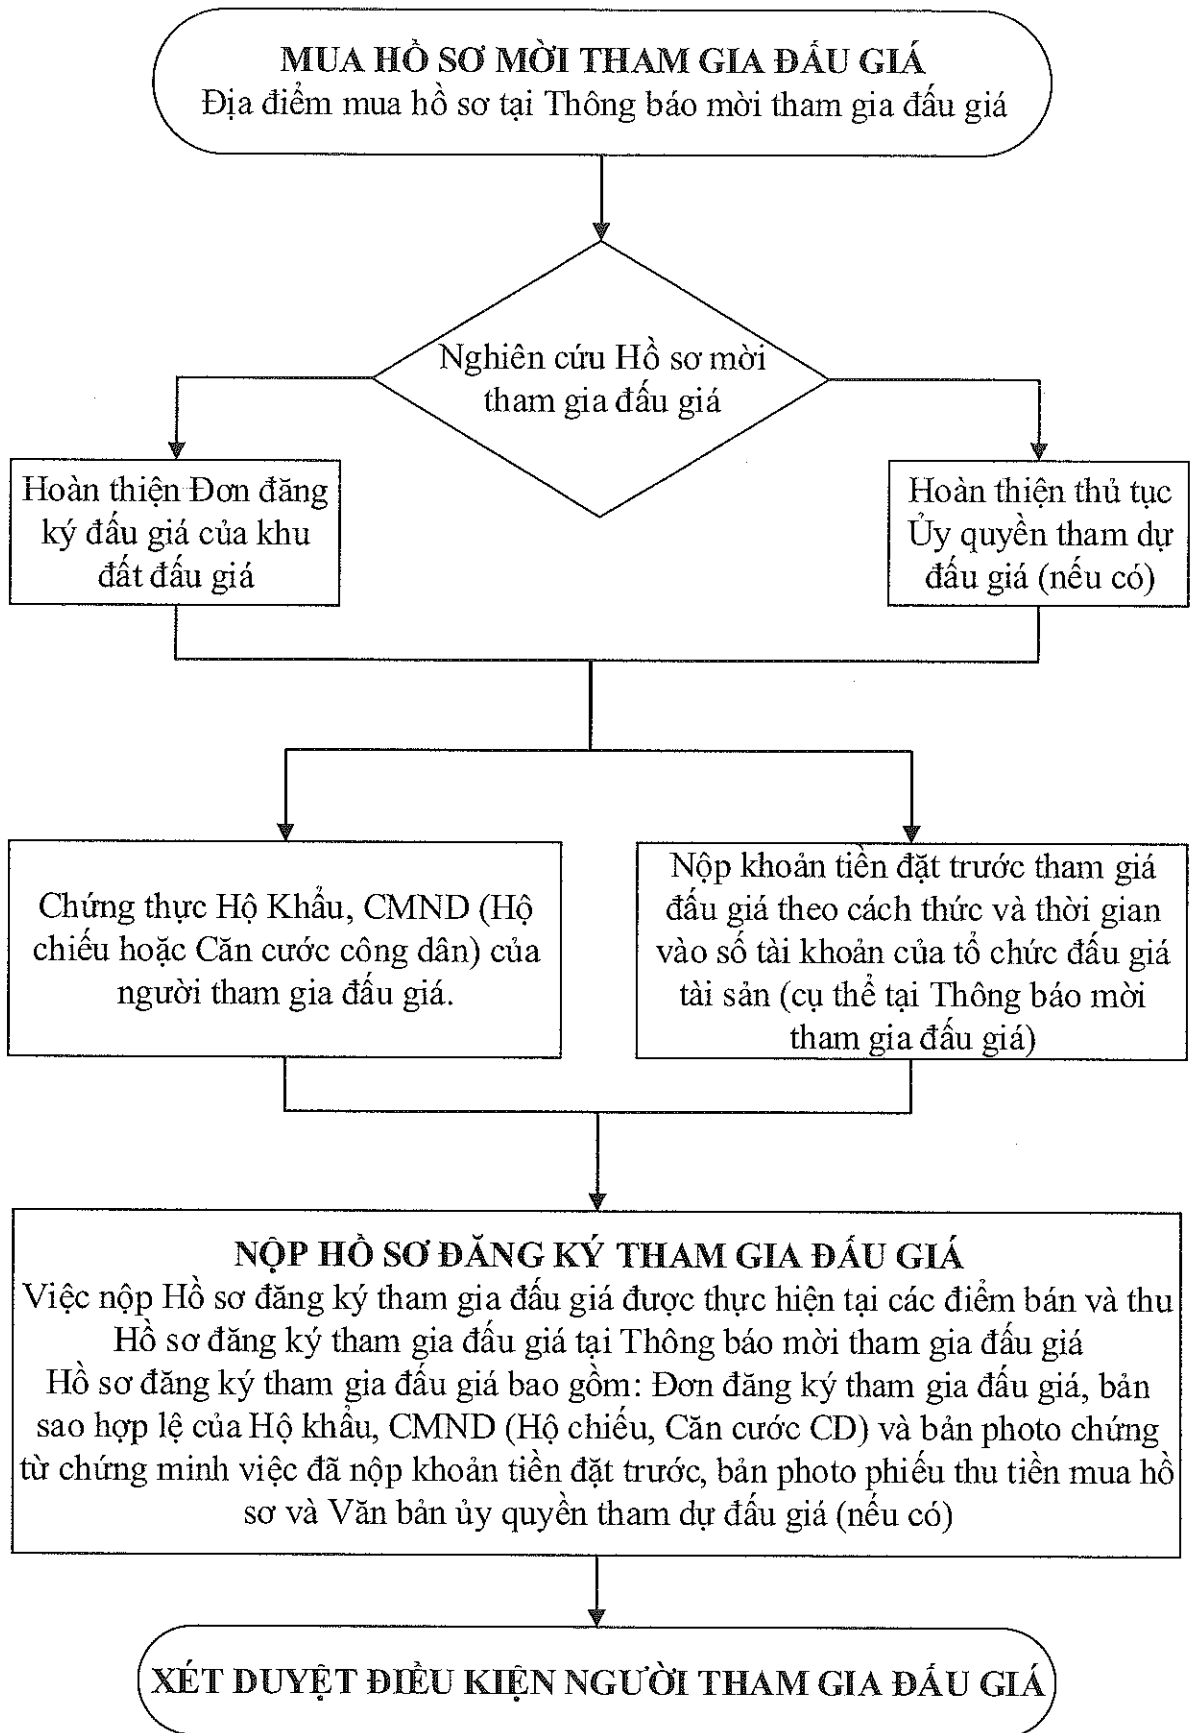 MUA HỒ SƠ MỜI THAM GIA ĐẤU GIÁ
Địa điểm mua hồ sơ tại Thông báo mời tham gia đấu giá
Nghiên cứu Hồ sơ mời
tham gia đấu giá
Hoàn thiện Đơn đăng
ký đấu giá của khu
đất đấu giá
Hoàn thiện thủ tục
Ủy quyền tham dự
đấu giá (nếu có)
Chứng thực Hộ Khẩu, CMND (Hộ
chiếu hoặc Căn cước công dân) của
người tham gia đấu giá.
Nộp khoản tiền đặt trước tham giá
đấu giá theo cách thức và thời gian
vào số tài khoản của tổ chức đấu giá
tài sản (cụ thể tại Thông báo mời
tham gia đấu giá)
NỘP HỒ SƠ ĐĂNG KÝ THAM GIA ĐẤU GIÁ
Việc nộp Hồ sơ đăng ký tham gia đấu giá được thực hiện tại các điểm bán và thu
Hồ sơ đăng ký tham gia đấu giá tại Thông báo mời tham gia đấu giá
Hồ sơ đăng ký tham gia đấu giá bao gồm: Đơn đăng ký tham gia đấu giá, bản
sao hợp lệ của Hộ khẩu, CMND (Hộ chiếu, Căn cước CD) và bản photo chứng
từ chứng minh việc đã nộp khoản tiền đặt trước, bản photo phiếu thu tiền mua hồ
sơ và Văn bản ủy quyền tham dự đấu giá (nếu có)
XÉT DUYỆT ĐIỀU KIỆN NGƯỜI THAM GIA ĐẤU GIÁ